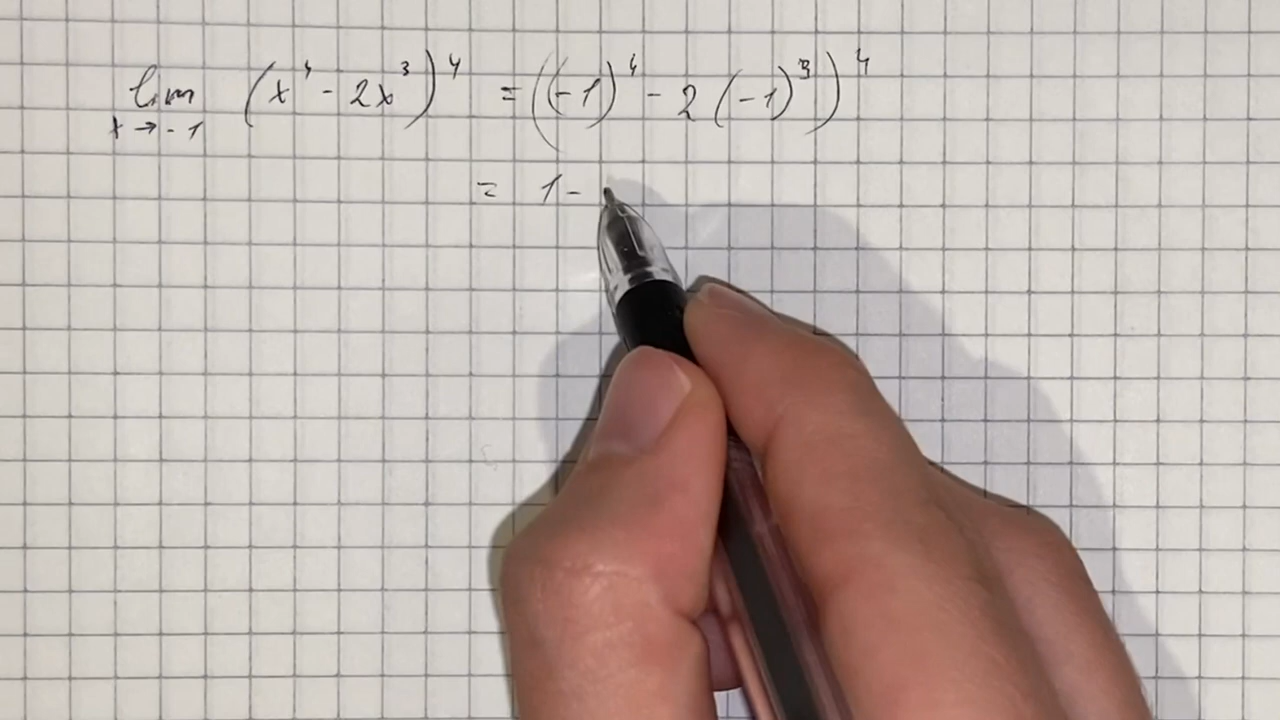 lim (x⁴ - 2x³)⁴ = ((-1)⁴ - 2(-1)³)⁴
x → -1
= 1 -